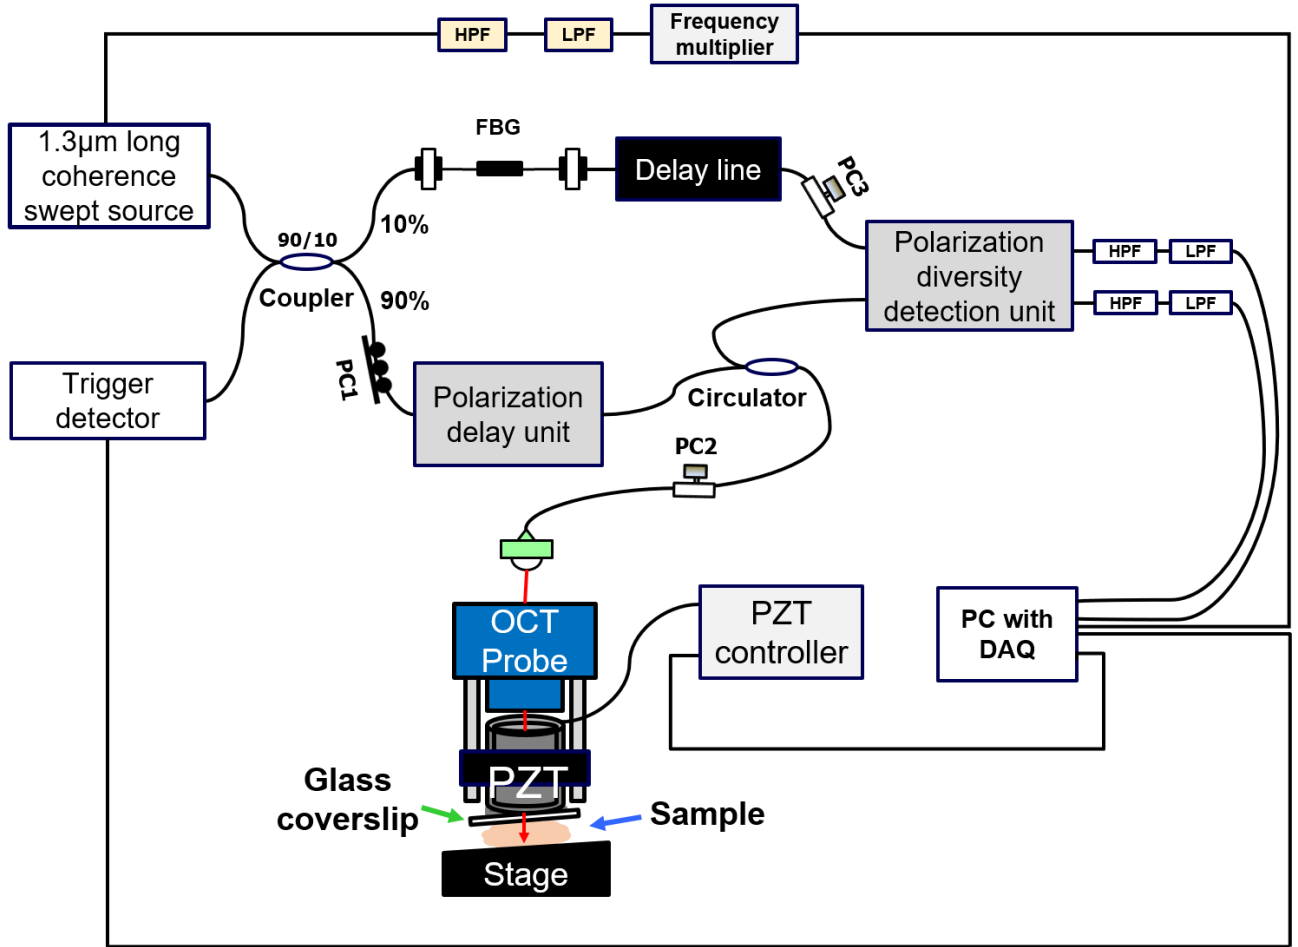 HPF
LPF
Frequency
multiplier
1.3µm long
coherence
swept source
FBG
Delay line
PC3
10%
90/10
Coupler
90%
Polarization
diversity
detection unit
HPF
LPF
HPF
LPF
PC1
Trigger
detector
Polarization
delay unit
Circulator
PC2
OCT
Probe
PZT
controller
PC with
DAQ
PZT
Glass
coverslip
Sample
Stage